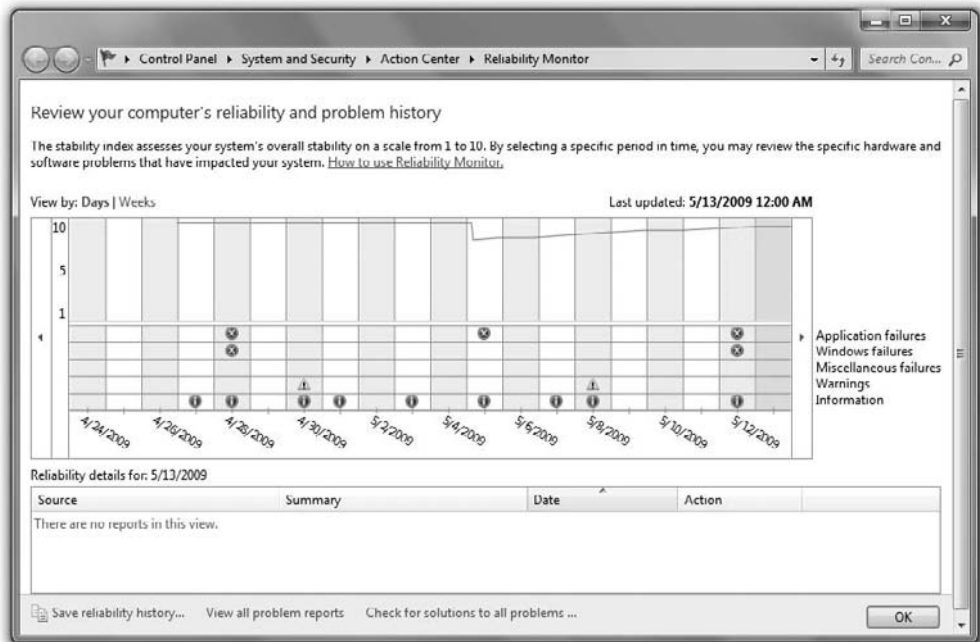 Control Panel ▸ System and Security ▸ Action Center ▸ Reliability Monitor
Search Con...
Review your computer's reliability and problem history
The stability index assesses your system's overall stability on a scale from 1 to 10. By selecting a specific period in time, you may review the specific hardware and
software problems that have impacted your system. How to use Reliability Monitor.
View by: Days | Weeks
Last updated: 5/13/2009 12:00 AM
10
5
1
Application failures
Windows failures
Miscellaneous failures
Warnings
Information
4/24/2009
4/26/2009
4/28/2009
4/30/2009
5/2/2009
5/4/2009
5/6/2009
5/8/2009
5/10/2009
5/12/2009
Reliability details for: 5/13/2009
Source Summary Date Action
There are no reports in this view.
Save reliability history... View all problem reports Check for solutions to all problems ...
OK